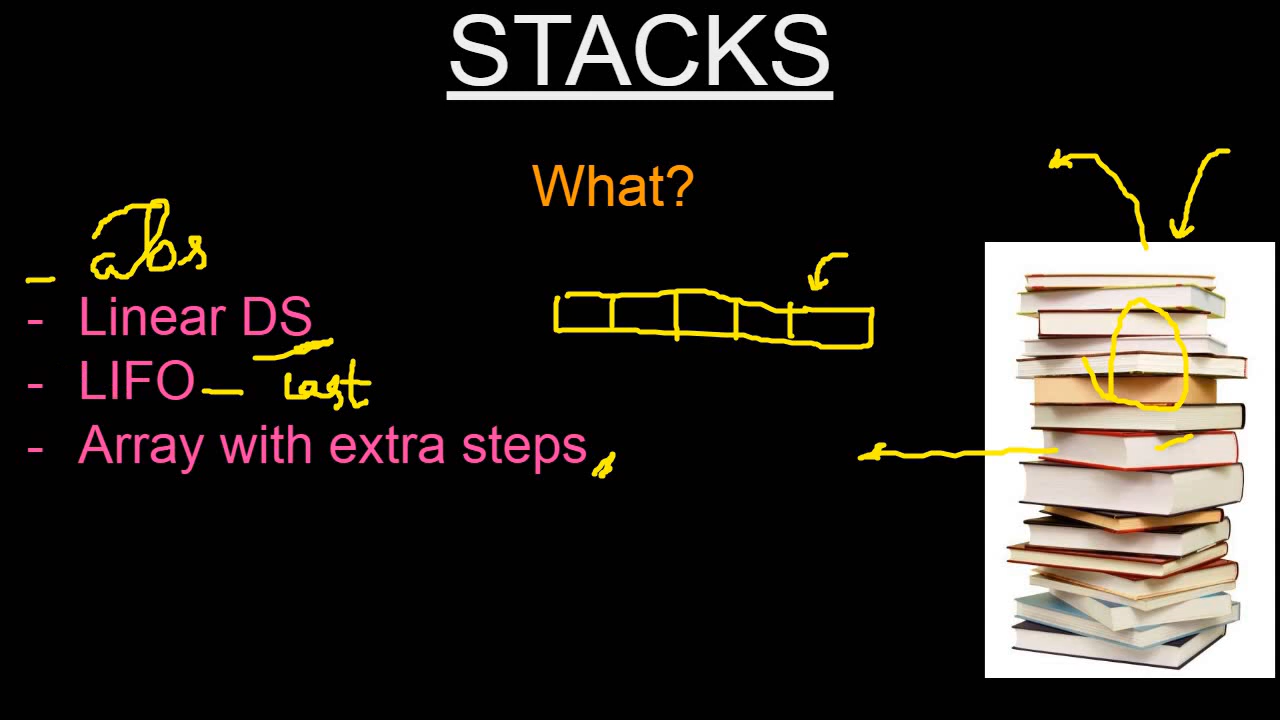 STACKS
What?
- abs
- Linear DS
- LIFO - Last
- Array with extra steps